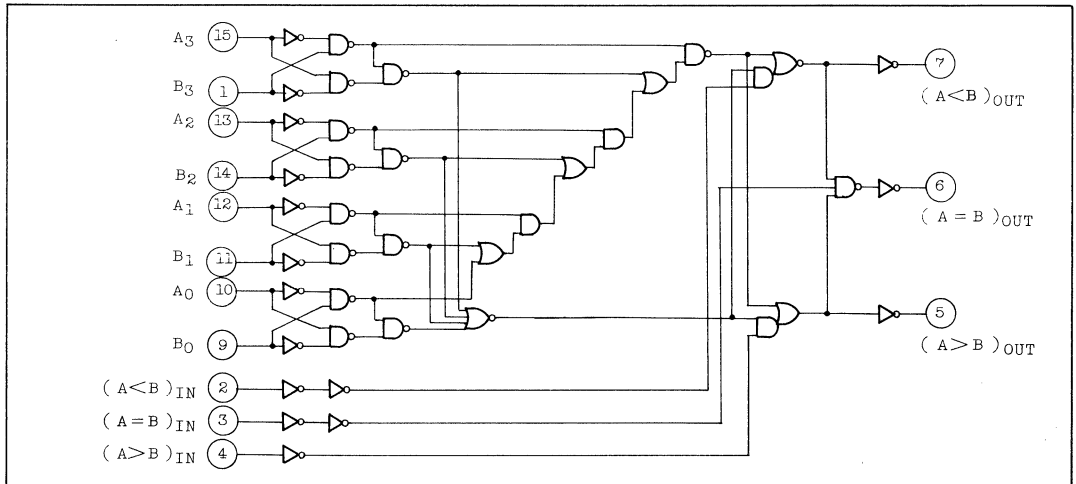 A3 15
B3 1
A2 13
B2 14
A1 12
B1 11
A0 10
B0 9
(A<B)IN 2
(A=B)IN 3
(A>B)IN 4
7
(A<B)OUT
6
(A=B)OUT
5
(A>B)OUT